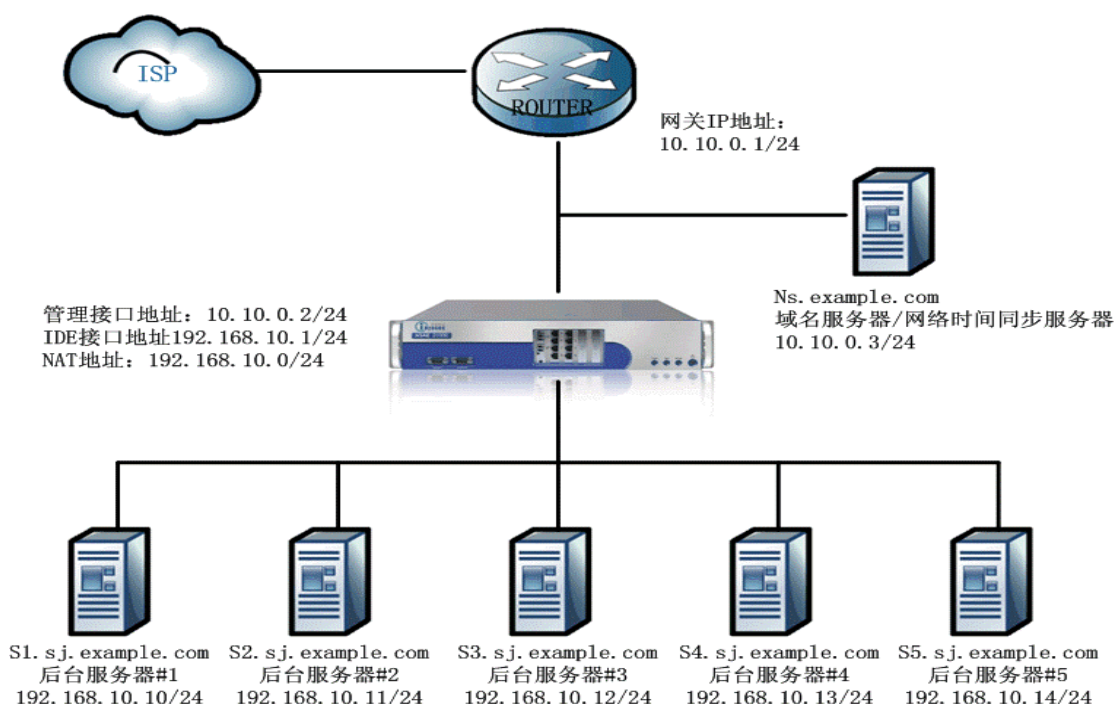 ISP
ROUTER
网关IP地址：
10.10.0.1/24
Ns.example.com
域名服务器/网络时间同步服务器
10.10.0.3/24
管理接口地址：10.10.0.2/24
IDE接口地址192.168.10.1/24
NAT地址：192.168.10.0/24
S1.sj.example.com
后台服务器#1
192.168.10.10/24
S2.sj.example.com
后台服务器#2
192.168.10.11/24
S3.sj.example.com
后台服务器#3
192.168.10.12/24
S4.sj.example.com
后台服务器#4
192.168.10.13/24
S5.sj.example.com
后台服务器#5
192.168.10.14/24